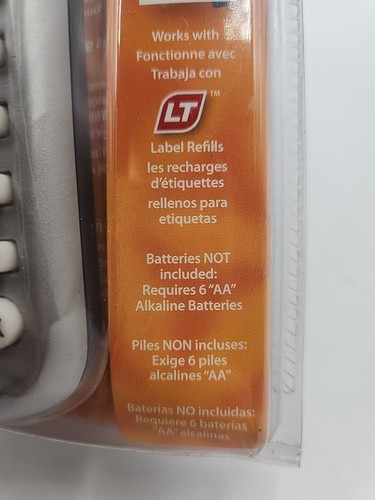 Works with
Fonctionne avec
Trabaja con
LT™
Label Refills
les recharges
d'étiquettes
rellenos para
etiquetas
Batteries NOT
included:
Requires 6 "AA"
Alkaline Batteries
Piles NON incluses:
Exige 6 piles
alcalines "AA"
Baterías NO incluidas:
Requiere 6 baterías
"AA" alcalinas